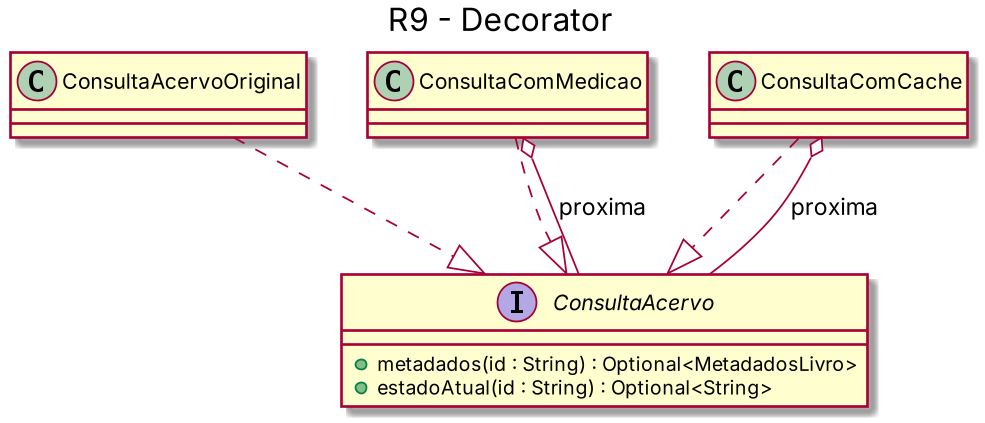 R9 - Decorator
C ConsultaAcervoOriginal
C ConsultaComMedicao
C ConsultaComCache
proxima
proxima
I ConsultaAcervo
metadados(id : String) : Optional<MetadadosLivro>
estadoAtual(id : String) : Optional<String>